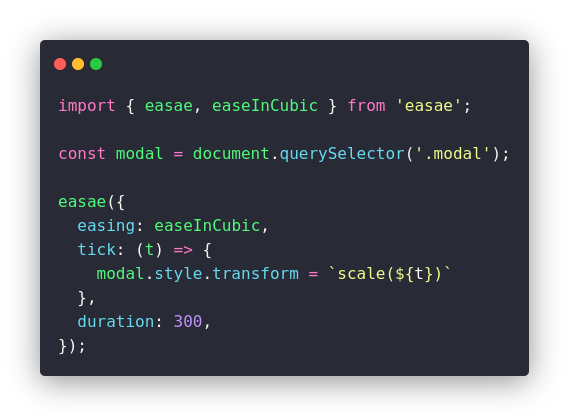 import { easae, easeInCubic } from 'easae';
const modal = document.querySelector('.modal');
easae({
  easing: easeInCubic,
  tick: (t) => {
    modal.style.transform = `scale(${t})`
  },
  duration: 300,
});